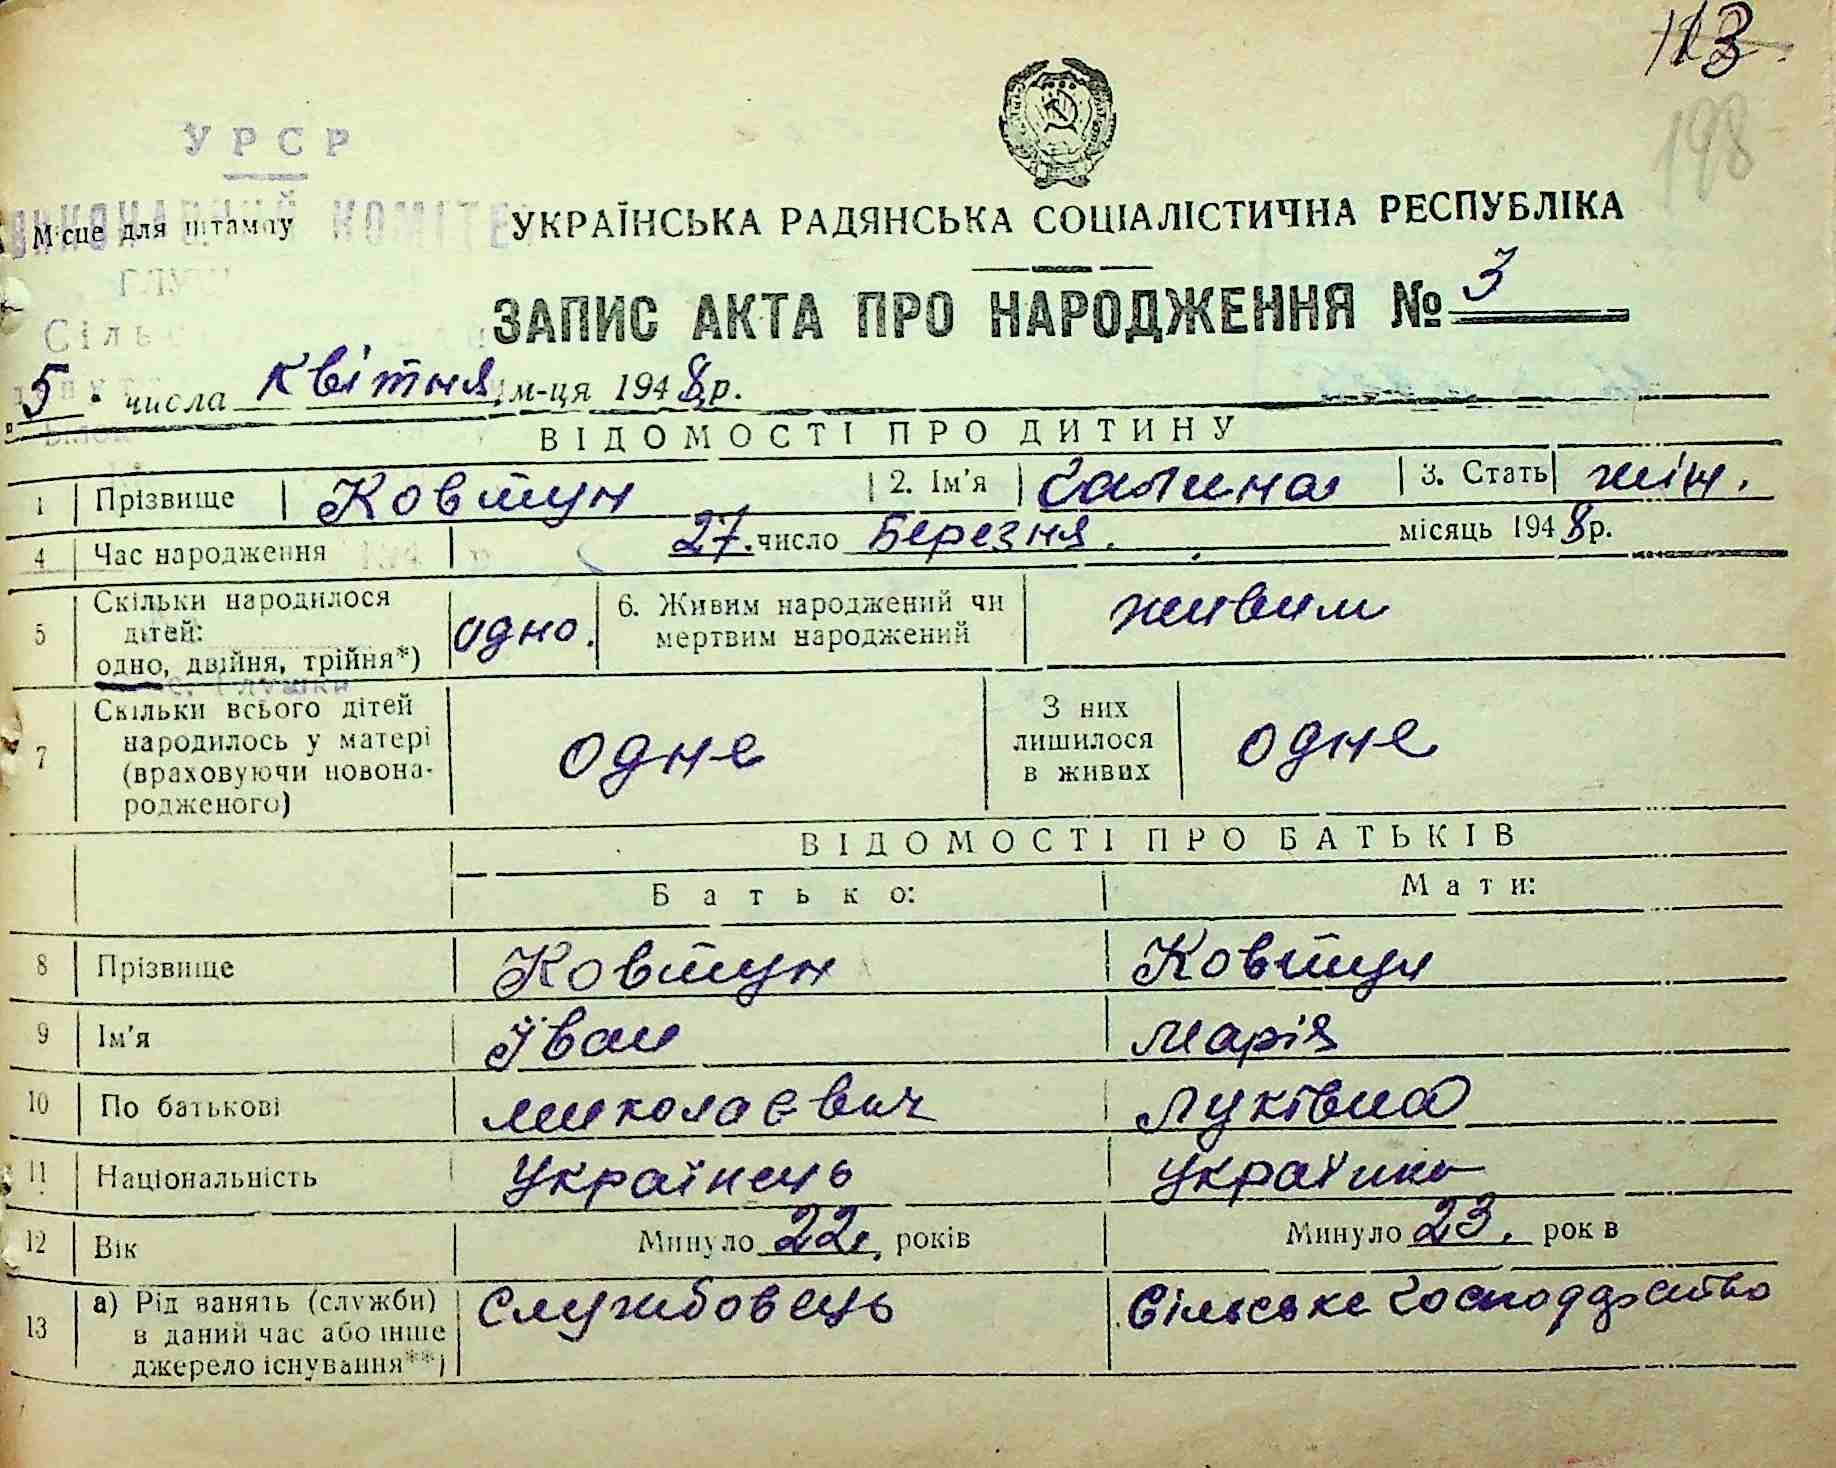 113
198
УРСР
ВИКОНАВЧИЙ КОМІТЕ
Місце для штампу
УКРАЇНСЬКА РАДЯНСЬКА СОЦІАЛІСТИЧНА РЕСПУБЛІКА
ЗАПИС АКТА ПРО НАРОДЖЕННЯ № 3
5 числа квітня м-ця 1948 р.
ВІДОМОСТІ ПРО ДИТИНУ
1 Прізвище Ковтун 2. Ім'я Галина 3. Стать жін.
4 Час народження 27. число Березня. місяць 1948 р.
5 Скільки народилося дітей: одно, двійня, трійня*) одно. 6. Живим народжений чи мертвим народжений живим
с. Глушки
7 Скільки всього дітей народилось у матері (враховуючи новонародженого) одне З них лишилося в живих одне
ВІДОМОСТІ ПРО БАТЬКІВ
Батько: Мати:
8 Прізвище Ковтун Ковтун
9 Ім'я Іван Марія
10 По батькові Миколаєвич Луківна
11 Національність Українець Українка
12 Вік Минуло 22. років Минуло 23. рок в
13 а) Рід занять (служби) в даний час або інше джерело існування**) Службовець Сільське Господарство